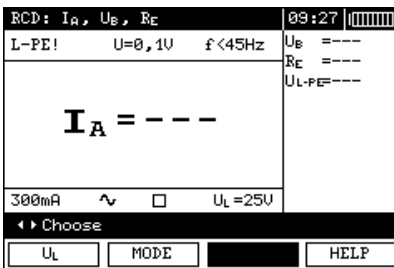 RCD: IA, UB, RE 09:27
L-PE! U=0,1V f<45Hz
UB =---
RE =---
UL-PE=---
IA = ---
300mA ∿ □ UL=25V
Choose
UL MODE HELP